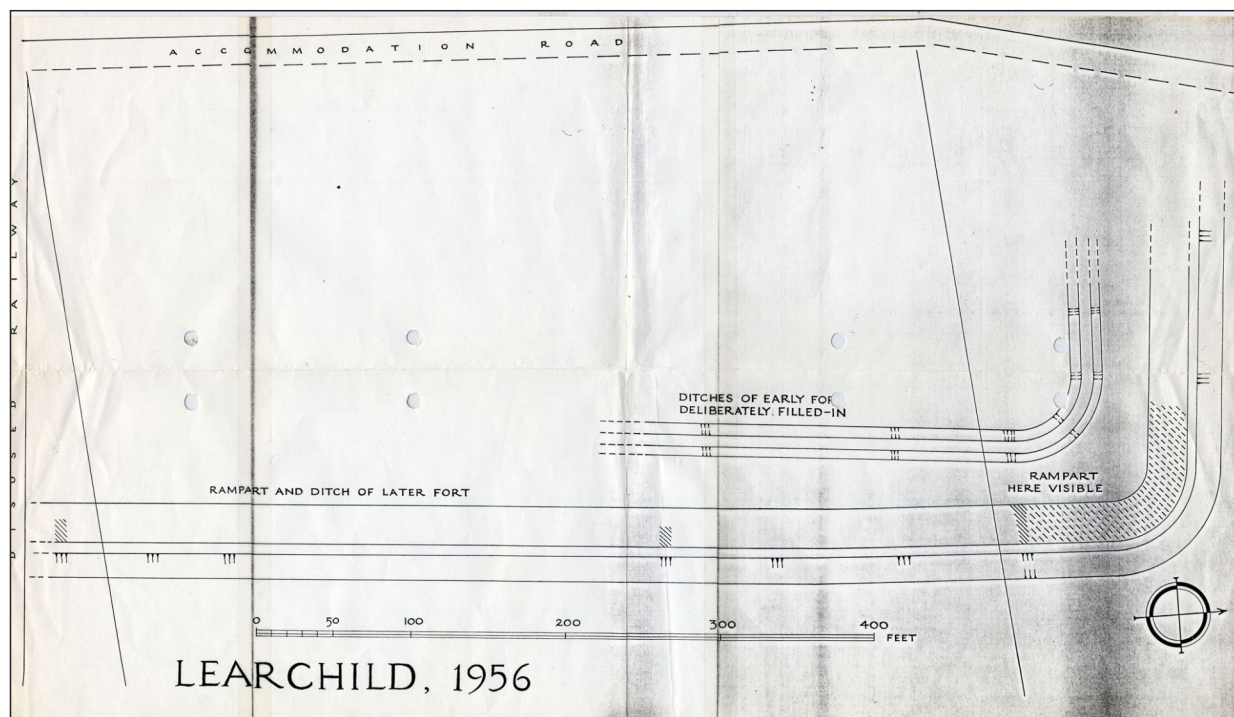 ACCOMMODATION ROAD
DISUSED RAILWAY
DITCHES OF EARLY FOR
DELIBERATELY FILLED-IN
RAMPART AND DITCH OF LATER FORT
RAMPART
HERE VISIBLE
0 50 100 200 300 400
FEET
LEARCHILD, 1956